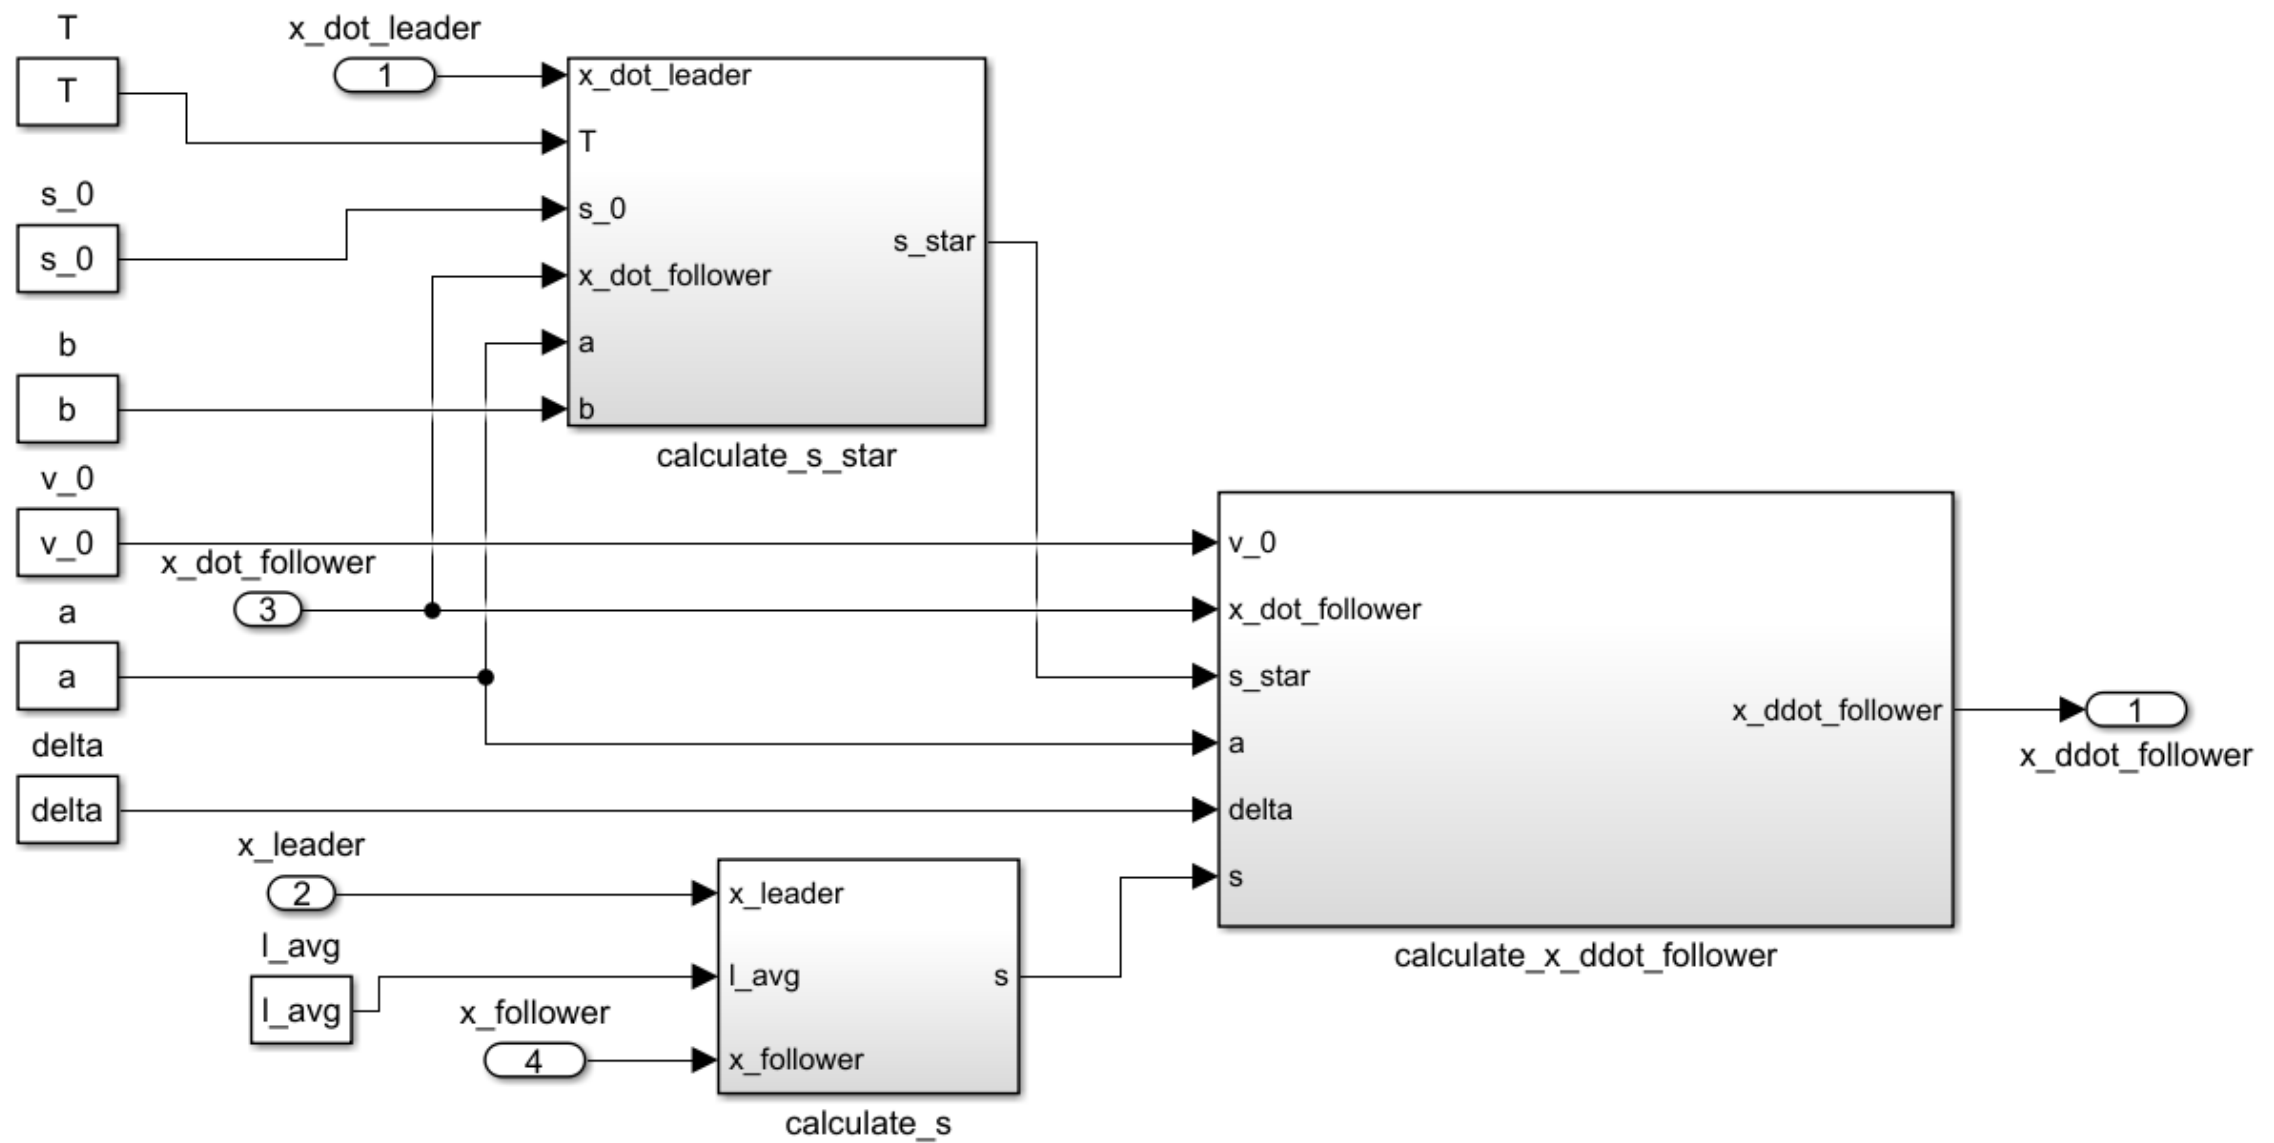 T
T
x_dot_leader
1
s_0
s_0
b
b
v_0
v_0
x_dot_follower
3
a
a
delta
delta
x_dot_leader
T
s_0
x_dot_follower
a
b
s_star
calculate_s_star
x_leader
2
l_avg
l_avg
x_follower
4
x_leader
l_avg
x_follower
s
calculate_s
v_0
x_dot_follower
s_star
a
delta
s
x_ddot_follower
calculate_x_ddot_follower
1
x_ddot_follower